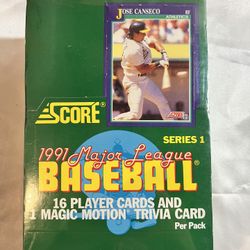 JOSE CANSECO RF
ATHLETICS
SCORE®
SERIES 1
1991 Major League
BASEBALL®
16 PLAYER CARDS AND
1 MAGIC MOTION® TRIVIA CARD
Per Pack